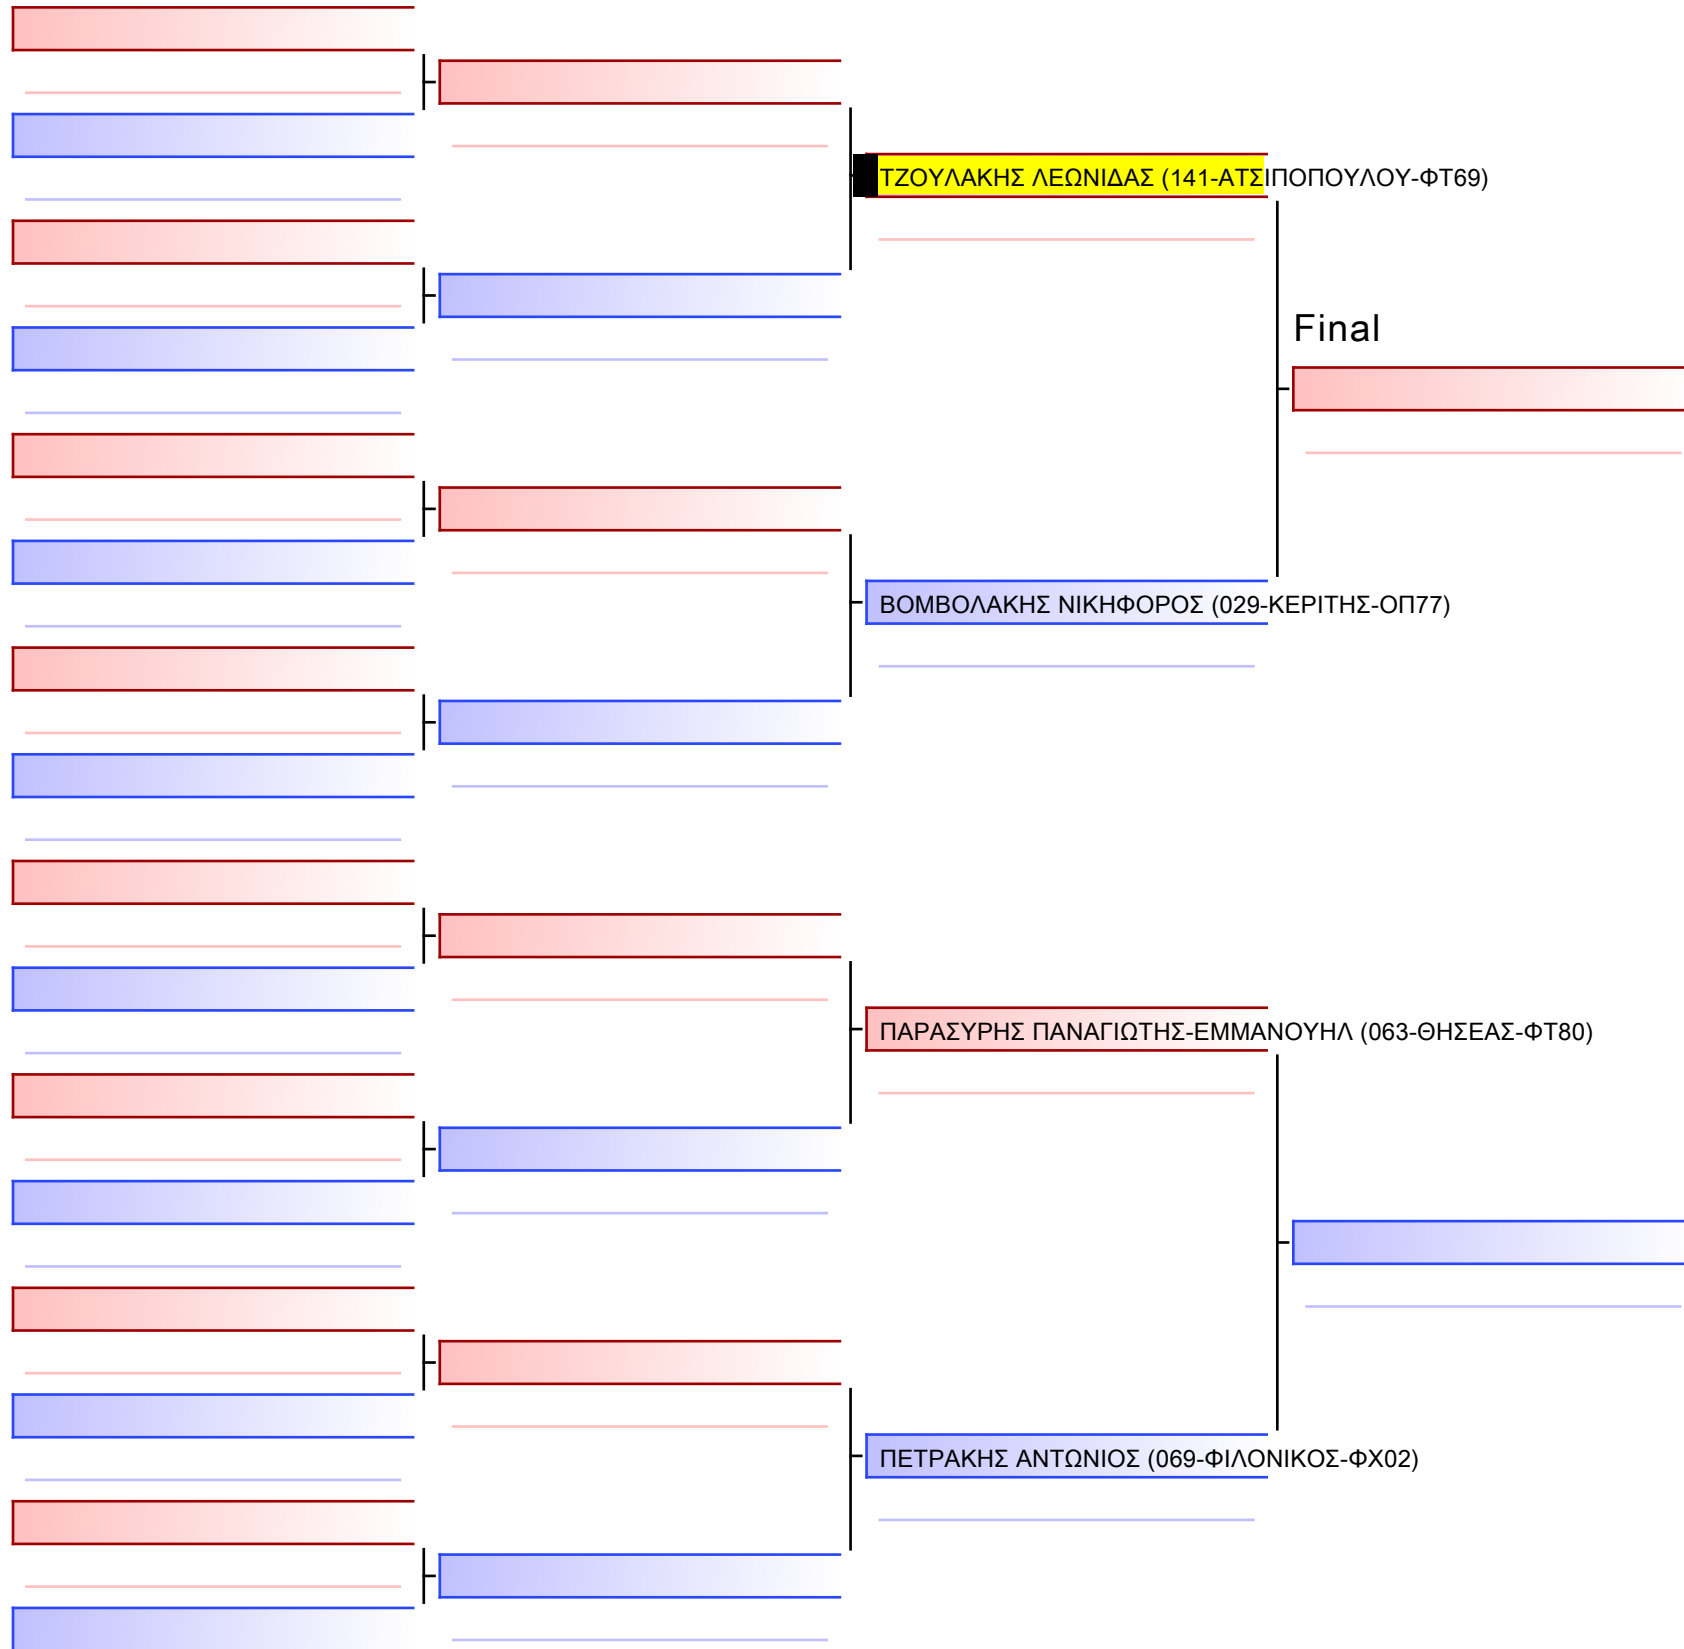 ΤΖΟΥΛΑΚΗΣ ΛΕΩΝΙΔΑΣ (141-ΑΤΣΙΠΟΠΟΥΛΟΥ-ΦΤ69)
Final
ΒΟΜΒΟΛΑΚΗΣ ΝΙΚΗΦΟΡΟΣ (029-ΚΕΡΙΤΗΣ-ΟΠ77)
ΠΑΡΑΣΥΡΗΣ ΠΑΝΑΓΙΩΤΗΣ-ΕΜΜΑΝΟΥΗΛ (063-ΘΗΣΕΑΣ-ΦΤ80)
ΠΕΤΡΑΚΗΣ ΑΝΤΩΝΙΟΣ (069-ΦΙΛΟΝΙΚΟΣ-ΦΧ02)